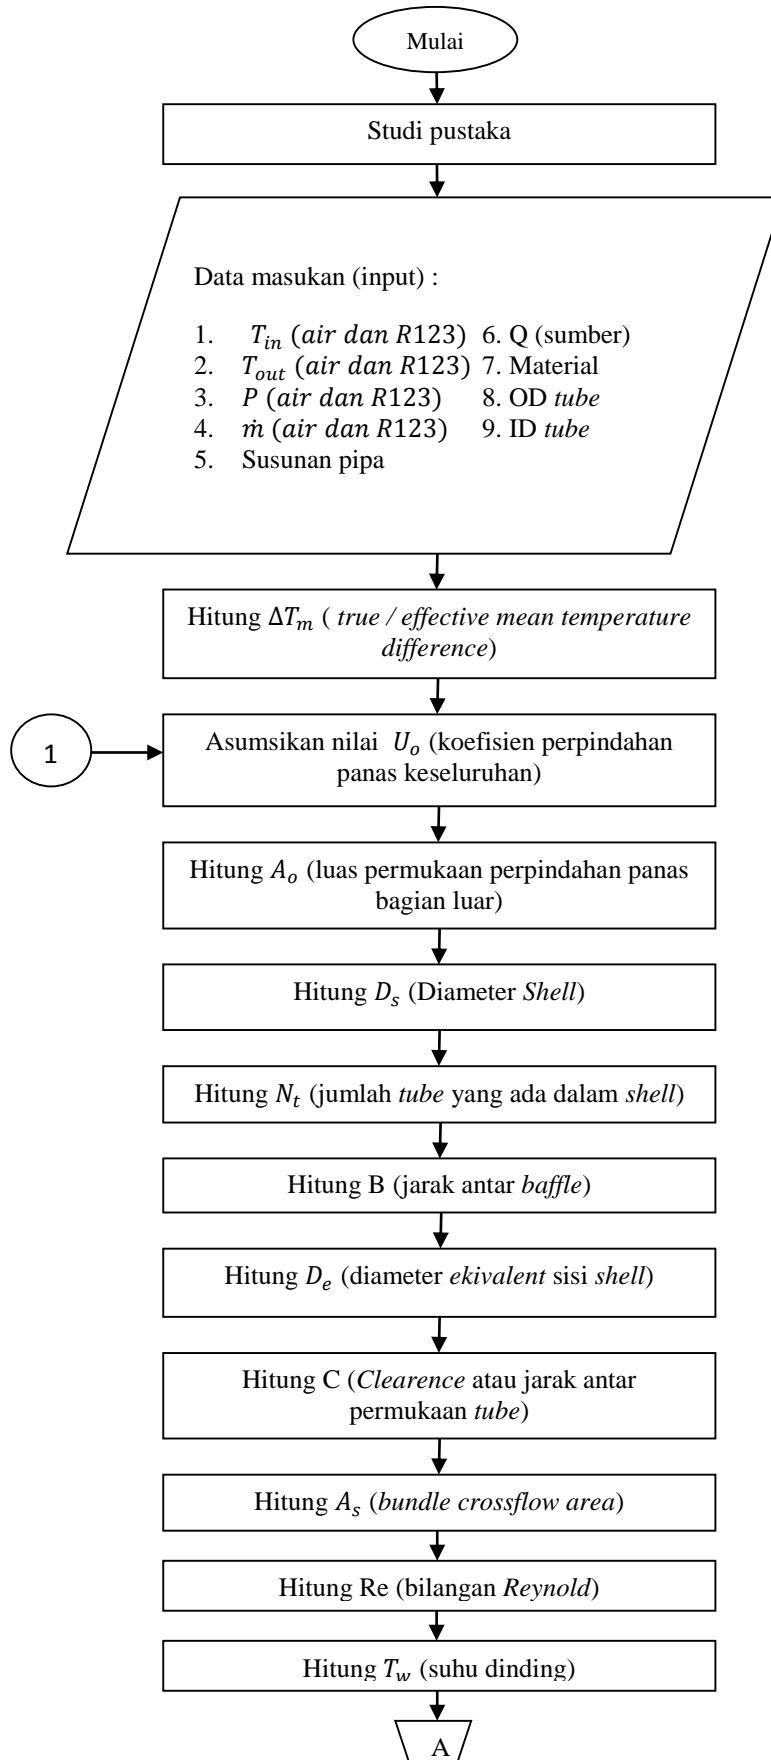 Mulai
Studi pustaka
Data masukan (input) :
1. T_in (air dan R123) 6. Q (sumber)
2. T_out (air dan R123) 7. Material
3. P (air dan R123) 8. OD tube
4. ṁ (air dan R123) 9. ID tube
5. Susunan pipa
Hitung ΔT_m ( true / effective mean temperature
difference)
1
Asumsikan nilai U_o (koefisien perpindahan
panas keseluruhan)
Hitung A_o (luas permukaan perpindahan panas
bagian luar)
Hitung D_s (Diameter Shell)
Hitung N_t (jumlah tube yang ada dalam shell)
Hitung B (jarak antar baffle)
Hitung D_e (diameter ekivalent sisi shell)
Hitung C (Clearence atau jarak antar
permukaan tube)
Hitung A_s (bundle crossflow area)
Hitung Re (bilangan Reynold)
Hitung T_w (suhu dinding)
A